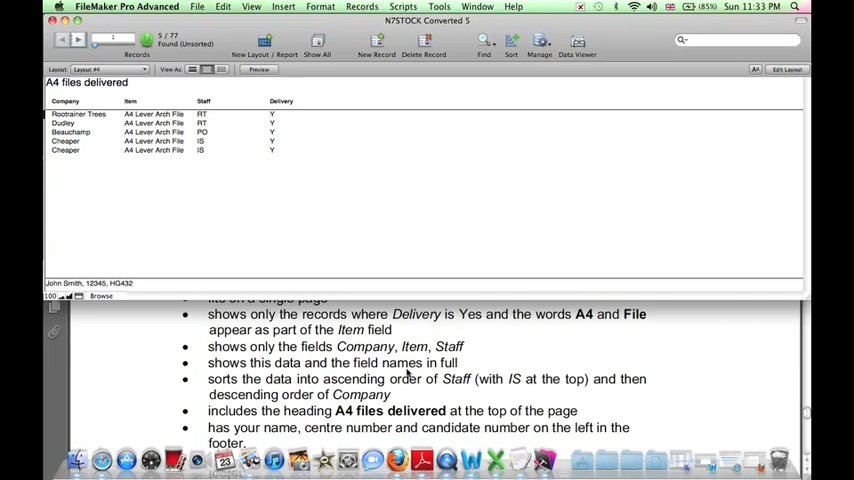 FileMaker Pro Advanced File Edit View Insert Format Records Scripts Tools Window Help (85%) Sun 11:33 PM
N7STOCK Converted 5
1 5 / 77 Found (Unsorted)
Records New Layout / Report Show All New Record Delete Record Find Sort Manage Data Viewer
Layout: Layout #4 View As: Preview Edit Layout
A4 files delivered
Company Item Staff Delivery
Rootrainer Trees A4 Lever Arch File RT Y
Dudley A4 Lever Arch File RT Y
Beauchamp A4 Lever Arch File PO Y
Cheaper A4 Lever Arch File IS Y
Cheaper A4 Lever Arch File IS Y
John Smith, 12345, HG432
100 Browse
fits on a single page
• shows only the records where Delivery is Yes and the words A4 and File
appear as part of the Item field
• shows only the fields Company, Item, Staff
• shows this data and the field names in full
• sorts the data into ascending order of Staff (with IS at the top) and then
descending order of Company
• includes the heading A4 files delivered at the top of the page
• has your name, centre number and candidate number on the left in the
footer.